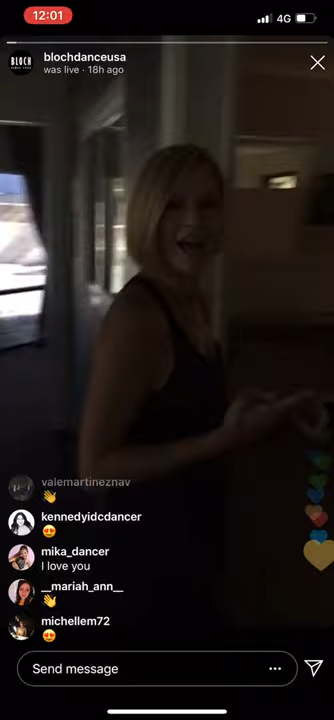 12:01
4G
BLOCH
blochdanceusa
was live · 18h ago
valemartineznav
👋
kennedyidcdancer
😍
mika_dancer
I love you
__mariah_ann__
👋
michellem72
😍
Send message